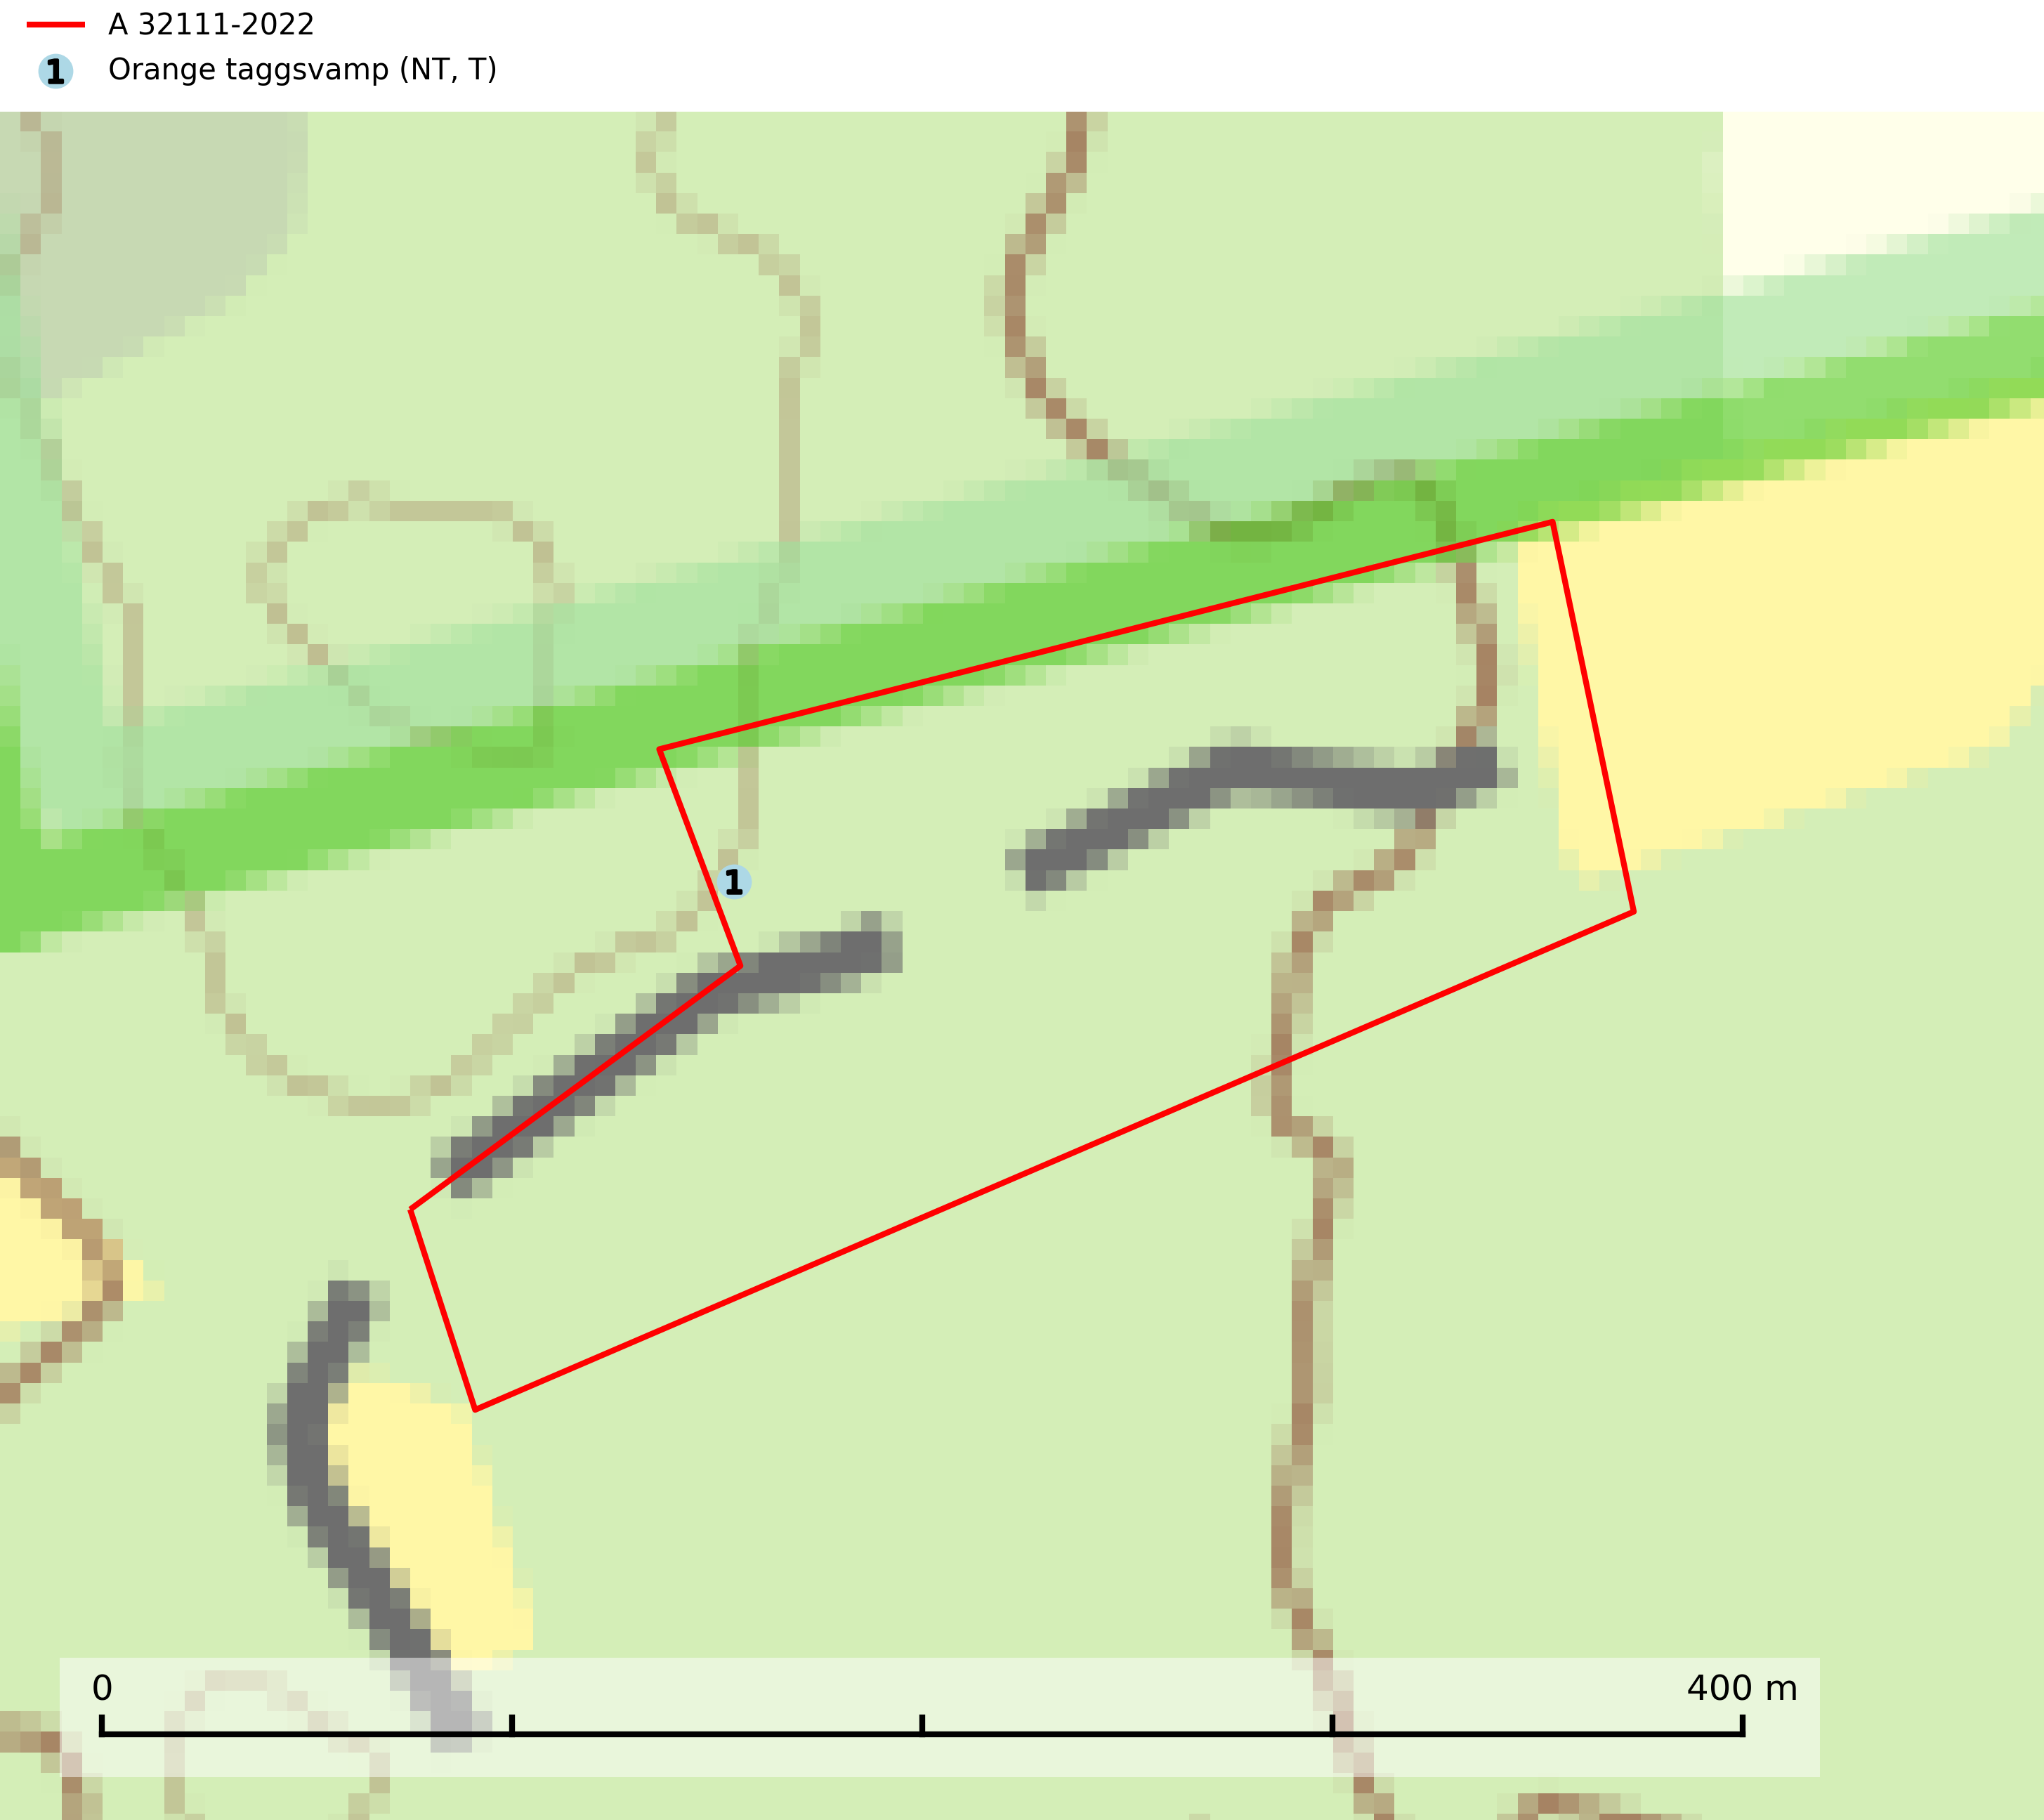 A 32111-2022
1 Orange taggsvamp (NT, T)
1
0 400 m